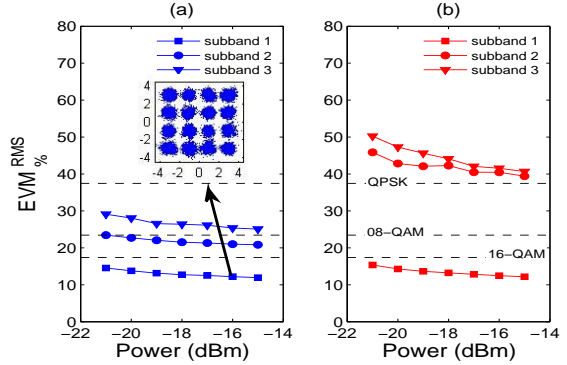 (a)
80
70
60
50
40
30
20
10
0
EVM RMS %
subband 1
subband 2
subband 3
4
2
0
-2
-4
-4 -2 0 2 4
-22 -20 -18 -16 -14
Power (dBm)
(b)
80
70
60
50
40
30
20
10
0
subband 1
subband 2
subband 3
QPSK
08-QAM
16-QAM
-22 -20 -18 -16 -14
Power (dBm)